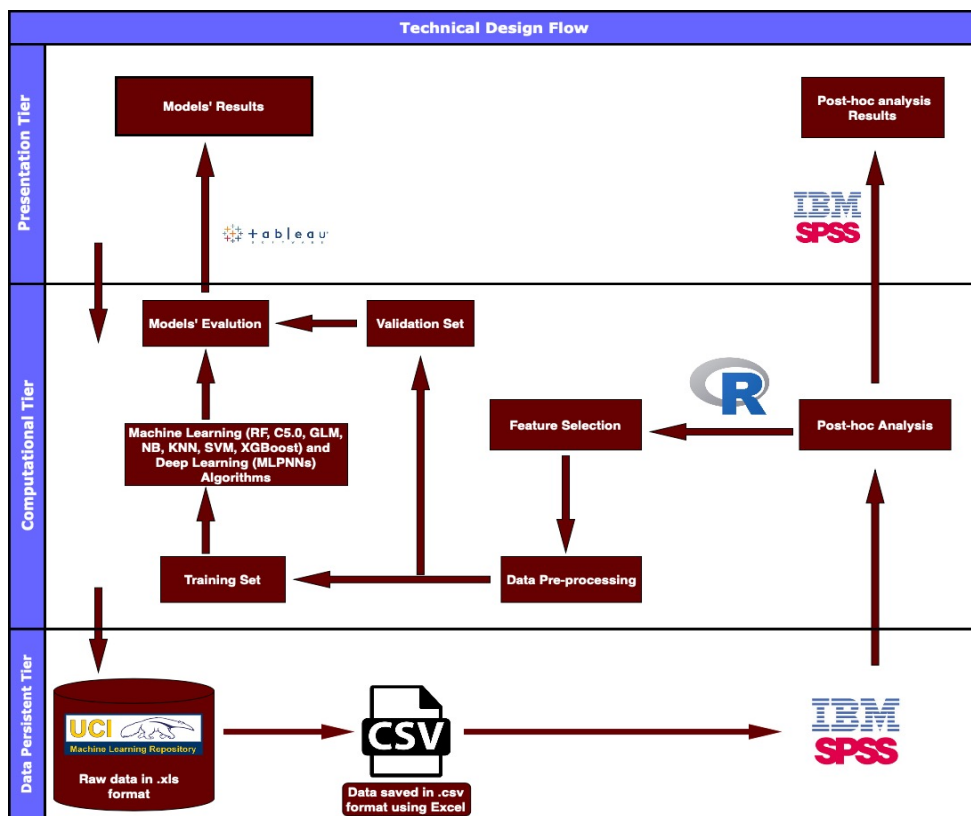 Technical Design Flow
Presentation Tier
Models' Results
Post-hoc analysis
Results
IBM
SPSS
+ableau
SOFTWARE
Computational Tier
Models' Evalution
Validation Set
R
Machine Learning (RF, C5.0, GLM,
NB, KNN, SVM, XGBoost) and
Deep Learning (MLPNNs)
Algorithms
Feature Selection
Post-hoc Analysis
Training Set
Data Pre-processing
Data Persistent Tier
UCI
Machine Learning Repository
Raw data in .xls
format
CSV
Data saved in .csv
format using Excel
IBM
SPSS